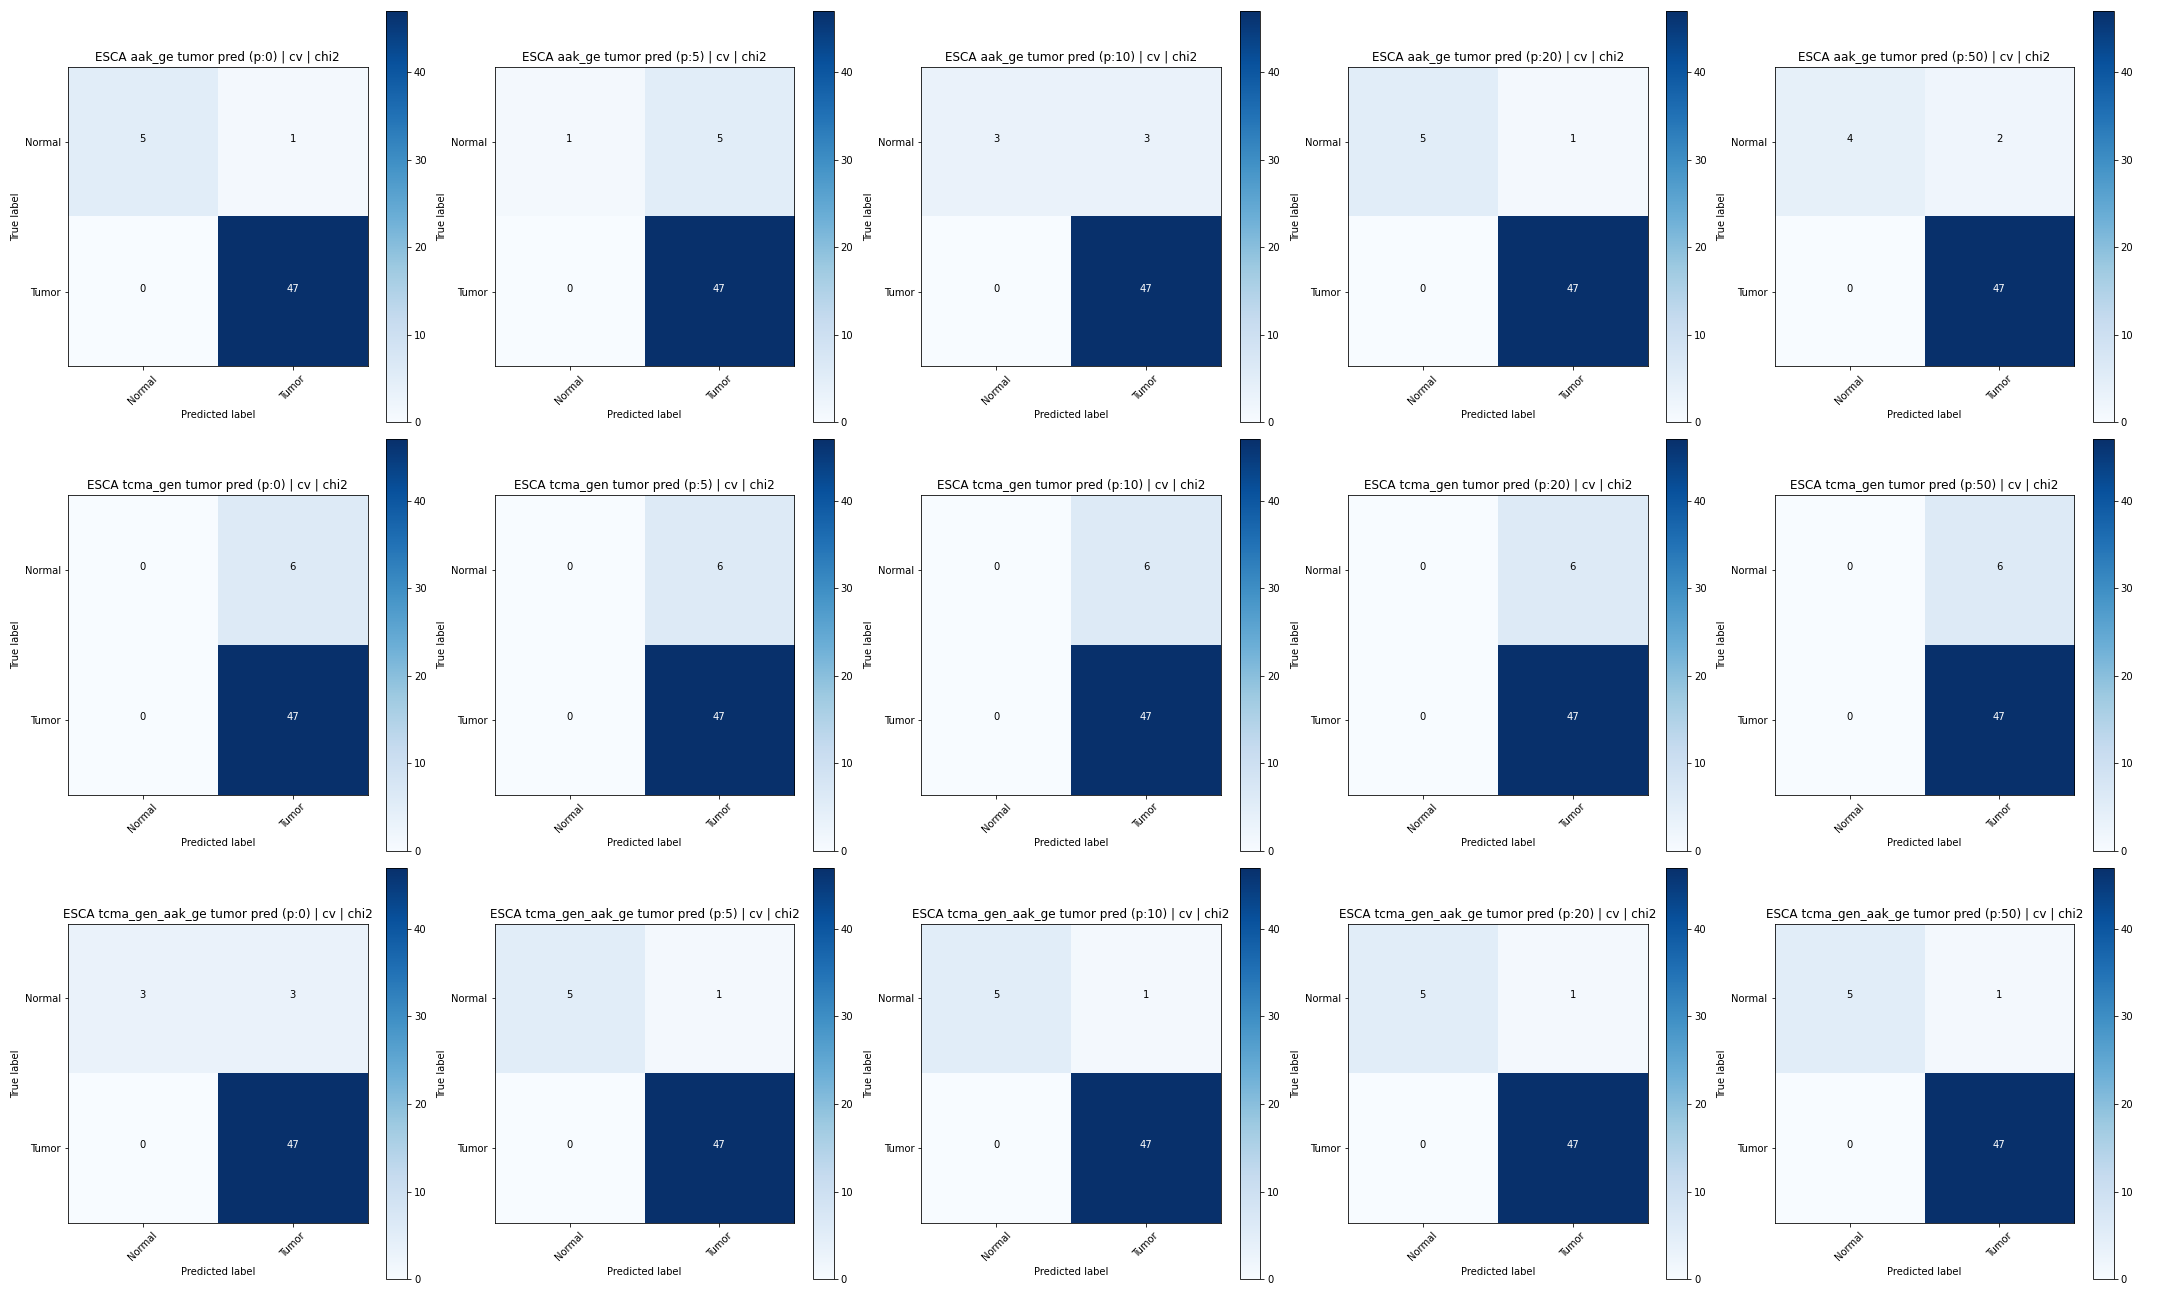 ESCA aak_ge tumor pred (p:0) | cv | chi2
Normal
Tumor
True label
5
1
0
47
Normal
Tumor
Predicted label
40
30
20
10
0
ESCA aak_ge tumor pred (p:5) | cv | chi2
Normal
Tumor
True label
1
5
0
47
Normal
Tumor
Predicted label
40
30
20
10
0
ESCA aak_ge tumor pred (p:10) | cv | chi2
Normal
Tumor
True label
3
3
0
47
Normal
Tumor
Predicted label
40
30
20
10
0
ESCA aak_ge tumor pred (p:20) | cv | chi2
Normal
Tumor
True label
5
1
0
47
Normal
Tumor
Predicted label
40
30
20
10
0
ESCA aak_ge tumor pred (p:50) | cv | chi2
Normal
Tumor
True label
4
2
0
47
Normal
Tumor
Predicted label
40
30
20
10
0
ESCA tcma_gen tumor pred (p:0) | cv | chi2
Normal
Tumor
True label
0
6
0
47
Normal
Tumor
Predicted label
40
30
20
10
0
ESCA tcma_gen tumor pred (p:5) | cv | chi2
Normal
Tumor
True label
0
6
0
47
Normal
Tumor
Predicted label
40
30
20
10
0
ESCA tcma_gen tumor pred (p:10) | cv | chi2
Normal
Tumor
True label
0
6
0
47
Normal
Tumor
Predicted label
40
30
20
10
0
ESCA tcma_gen tumor pred (p:20) | cv | chi2
Normal
Tumor
True label
0
6
0
47
Normal
Tumor
Predicted label
40
30
20
10
0
ESCA tcma_gen tumor pred (p:50) | cv | chi2
Normal
Tumor
True label
0
6
0
47
Normal
Tumor
Predicted label
40
30
20
10
0
ESCA tcma_gen_aak_ge tumor pred (p:0) | cv | chi2
Normal
Tumor
True label
3
3
0
47
Normal
Tumor
Predicted label
40
30
20
10
0
ESCA tcma_gen_aak_ge tumor pred (p:5) | cv | chi2
Normal
Tumor
True label
5
1
0
47
Normal
Tumor
Predicted label
40
30
20
10
0
ESCA tcma_gen_aak_ge tumor pred (p:10) | cv | chi2
Normal
Tumor
True label
5
1
0
47
Normal
Tumor
Predicted label
40
30
20
10
0
ESCA tcma_gen_aak_ge tumor pred (p:20) | cv | chi2
Normal
Tumor
True label
5
1
0
47
Normal
Tumor
Predicted label
40
30
20
10
0
ESCA tcma_gen_aak_ge tumor pred (p:50) | cv | chi2
Normal
Tumor
True label
5
1
0
47
Normal
Tumor
Predicted label
40
30
20
10
0